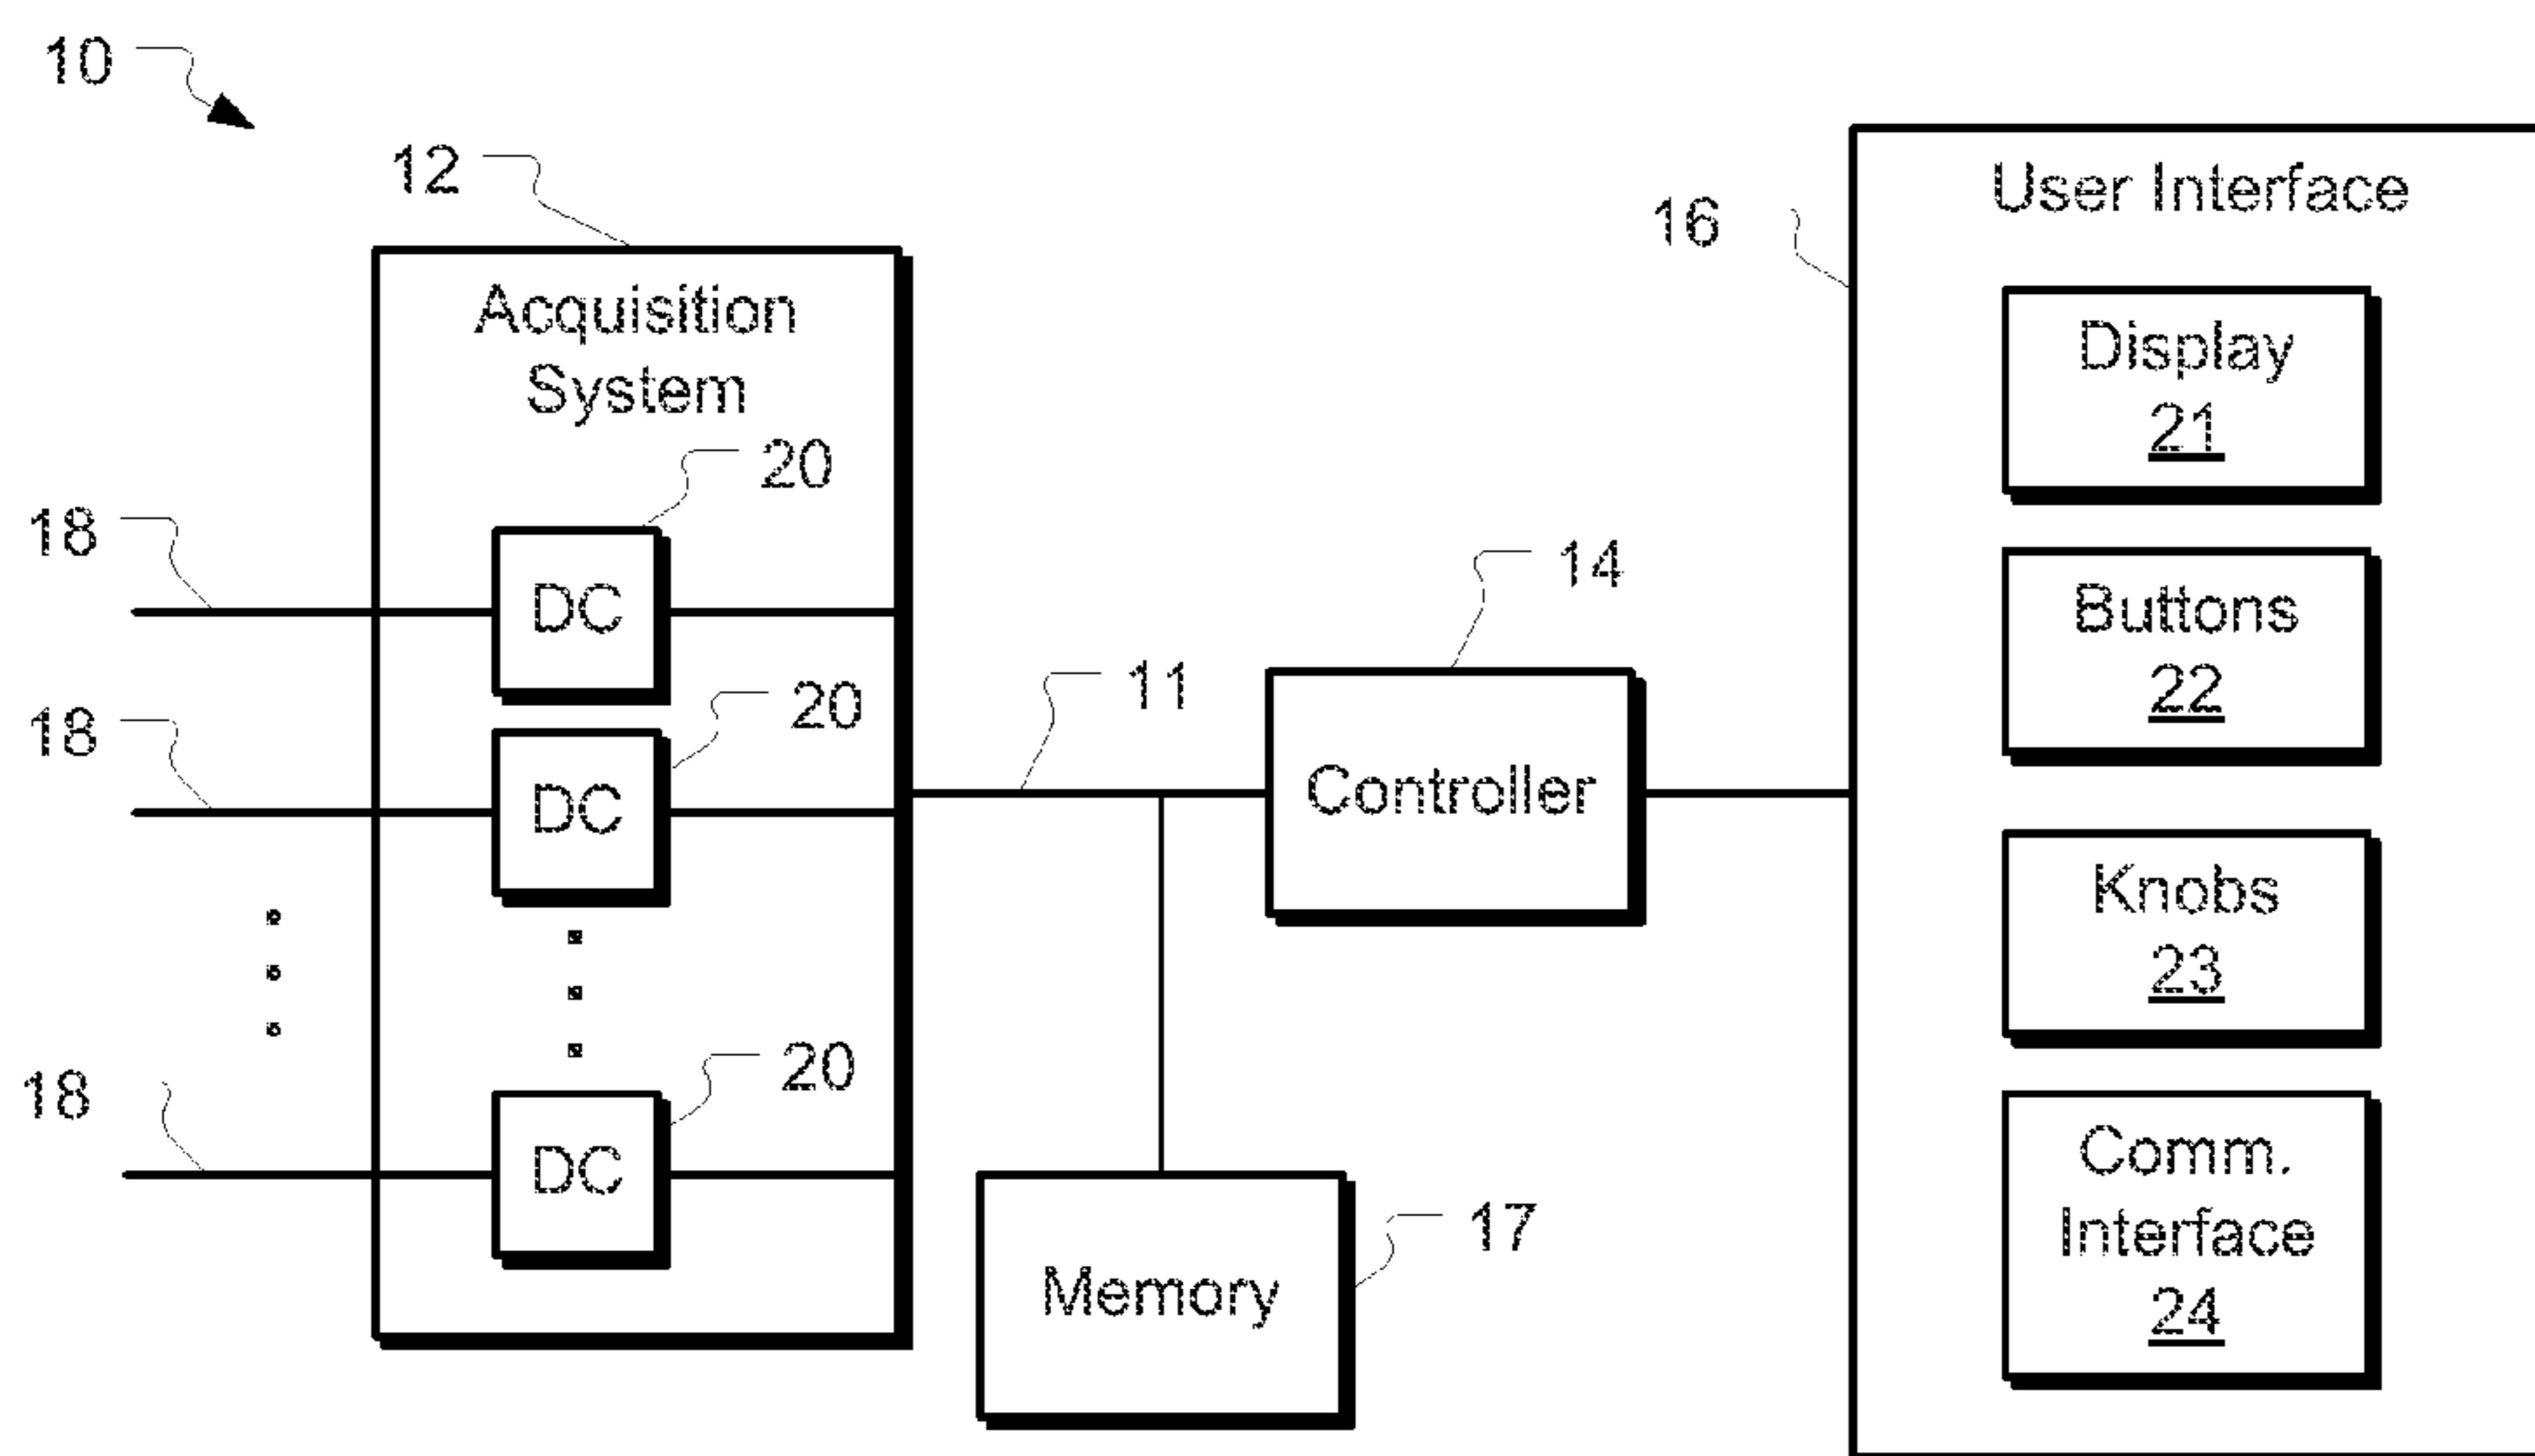 10
12
Acquisition
System
20
18
DC
20
18
DC
20
18
DC
11
14
Controller
17
Memory
16
User Interface
Display
21
Buttons
22
Knobs
23
Comm.
Interface
24